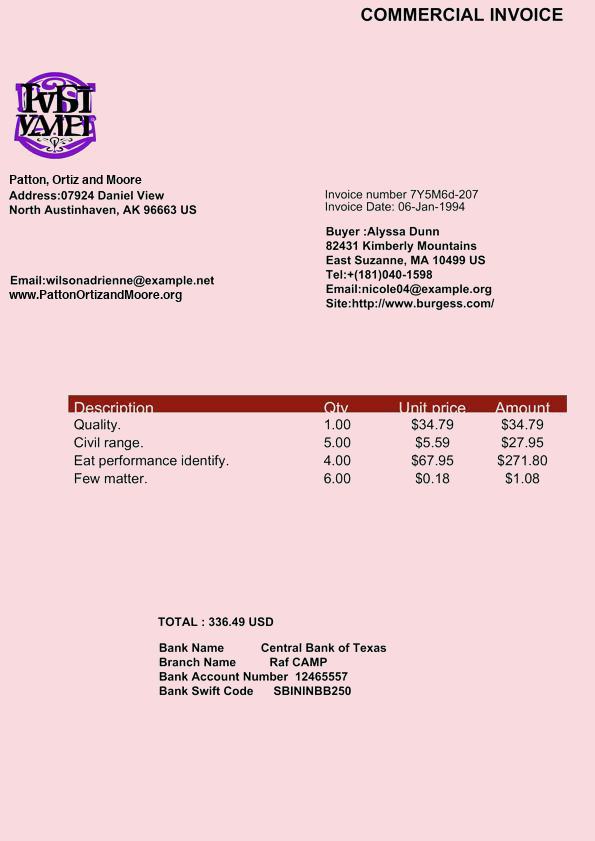 COMMERCIAL INVOICE
Patton, Ortiz and Moore
Address:07924 Daniel View
North Austinhaven, AK 96663 US
Invoice number 7Y5M6d-207
Invoice Date: 06-Jan-1994
Buyer :Alyssa Dunn
82431 Kimberly Mountains
East Suzanne, MA 10499 US
Tel:+(181)040-1598
Email:nicole04@example.org
Site:http://www.burgess.com/
Email:wilsonadrienne@example.net
www.PattonOrtizandMoore.org
Description Qty Unit price Amount
Quality. 1.00 $34.79 $34.79
Civil range. 5.00 $5.59 $27.95
Eat performance identify. 4.00 $67.95 $271.80
Few matter. 6.00 $0.18 $1.08
TOTAL : 336.49 USD
Bank Name Central Bank of Texas
Branch Name Raf CAMP
Bank Account Number 12465557
Bank Swift Code SBININBB250